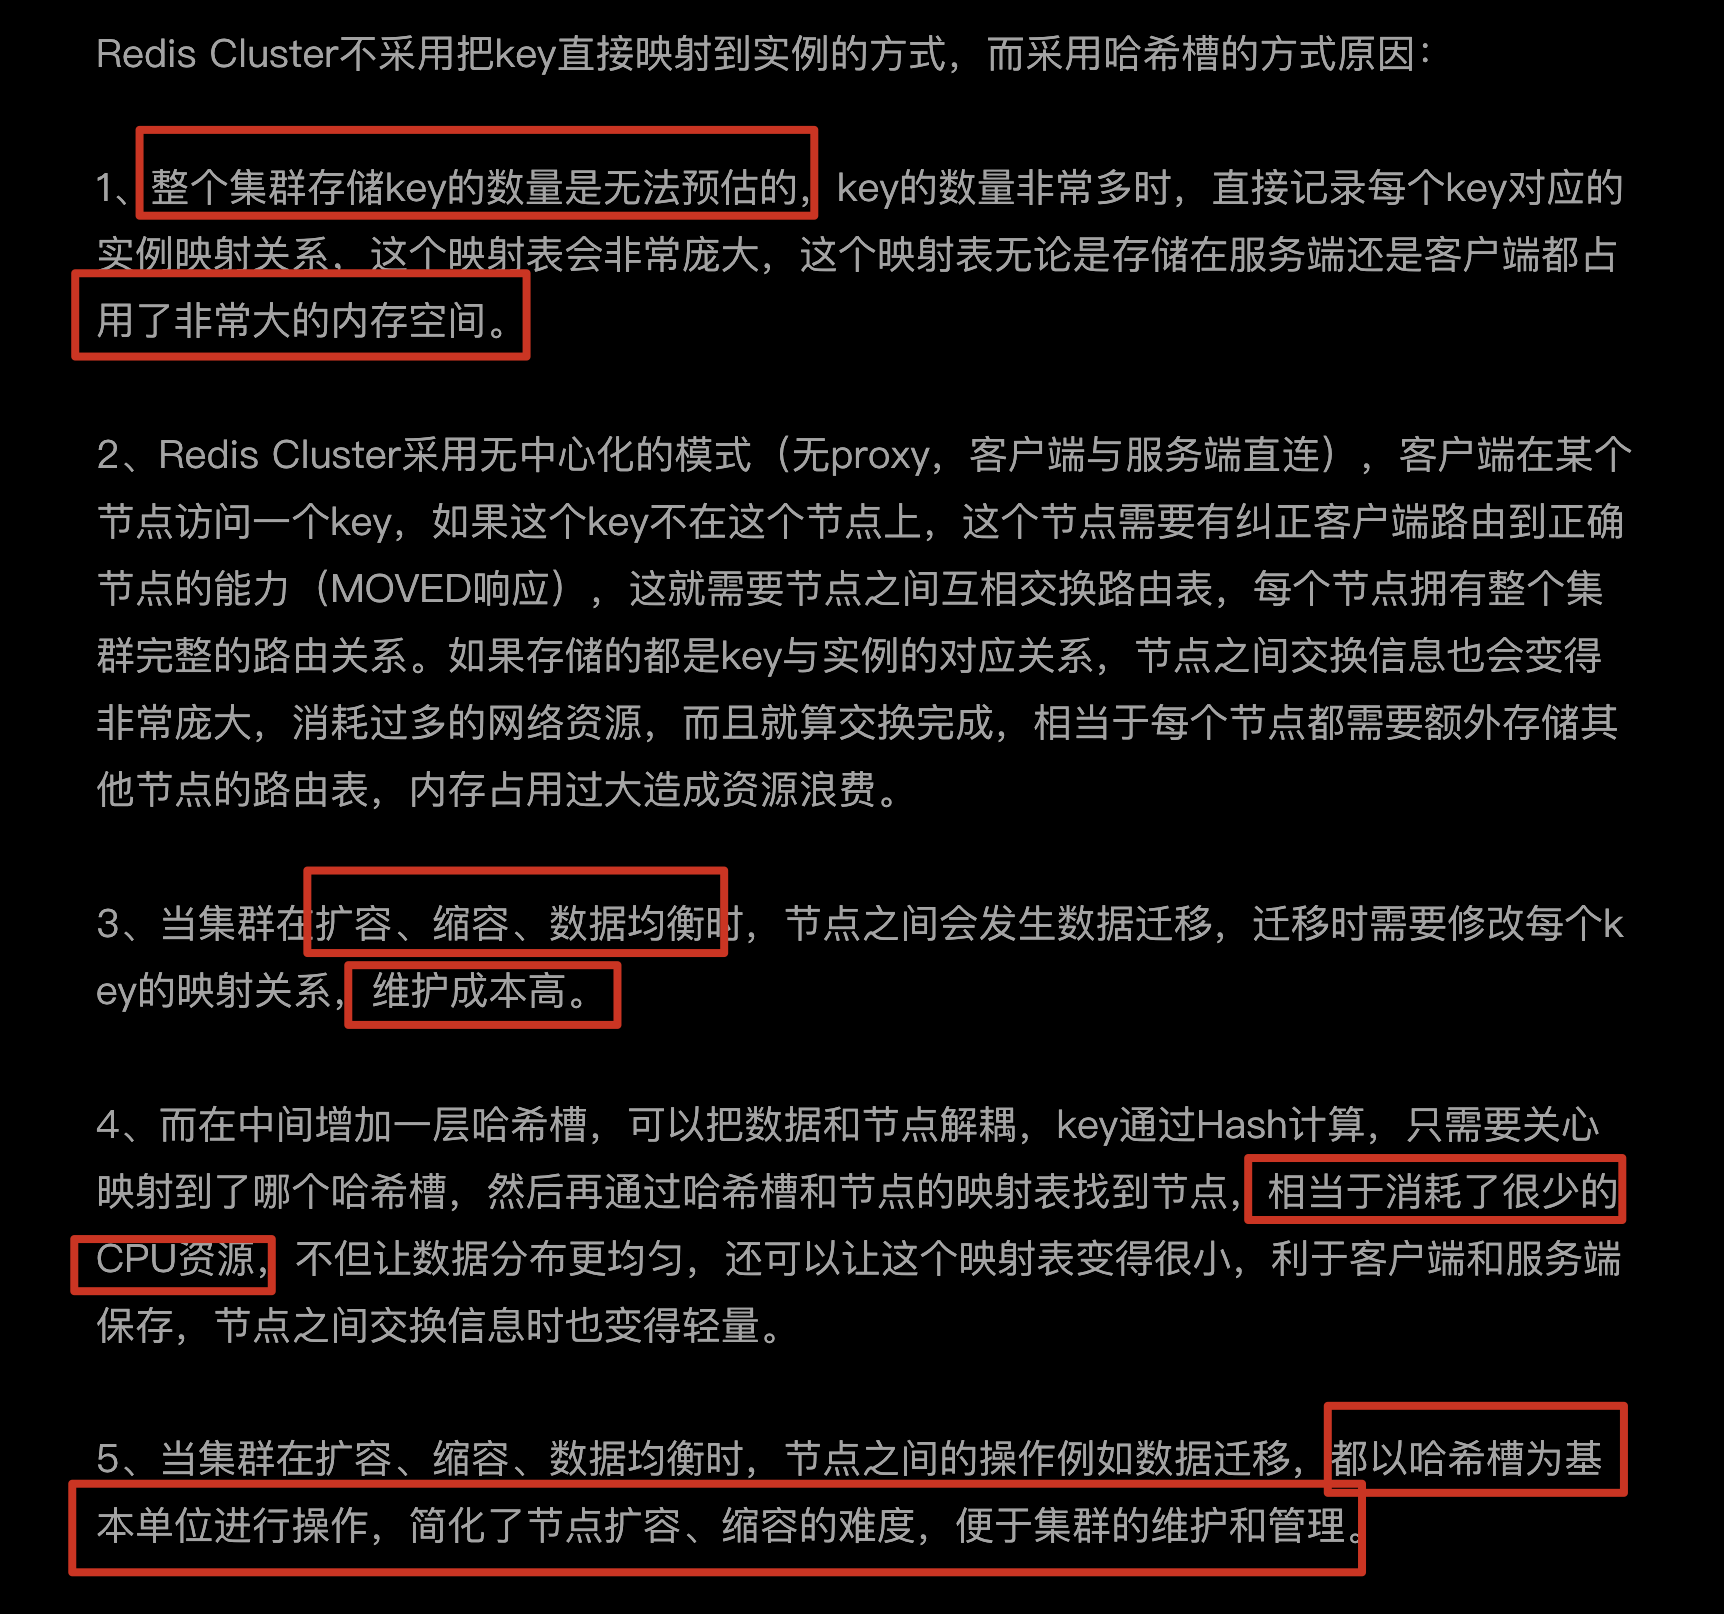 Redis Cluster不采用把key直接映射到实例的方式，而采用哈希槽的方式原因：
1、整个集群存储key的数量是无法预估的，key的数量非常多时，直接记录每个key对应的
实例映射关系，这个映射表会非常庞大，这个映射表无论是存储在服务端还是客户端都占
用了非常大的内存空间。
2、Redis Cluster采用无中心化的模式（无proxy，客户端与服务端直连），客户端在某个
节点访问一个key，如果这个key不在这个节点上，这个节点需要有纠正客户端路由到正确
节点的能力（MOVED响应），这就需要节点之间互相交换路由表，每个节点拥有整个集
群完整的路由关系。如果存储的都是key与实例的对应关系，节点之间交换信息也会变得
非常庞大，消耗过多的网络资源，而且就算交换完成，相当于每个节点都需要额外存储其
他节点的路由表，内存占用过大造成资源浪费。
3、当集群在扩容、缩容、数据均衡时，节点之间会发生数据迁移，迁移时需要修改每个k
ey的映射关系，维护成本高。
4、而在中间增加一层哈希槽，可以把数据和节点解耦，key通过Hash计算，只需要关心
映射到了哪个哈希槽，然后再通过哈希槽和节点的映射表找到节点，相当于消耗了很少的
CPU资源，不但让数据分布更均匀，还可以让这个映射表变得很小，利于客户端和服务端
保存，节点之间交换信息时也变得轻量。
5、当集群在扩容、缩容、数据均衡时，节点之间的操作例如数据迁移，都以哈希槽为基
本单位进行操作，简化了节点扩容、缩容的难度，便于集群的维护和管理。